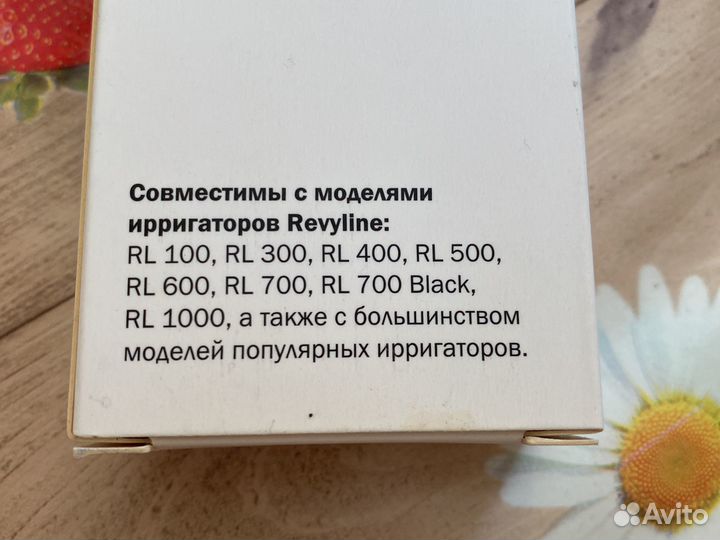 Совместимы с моделями
ирригаторов Revyline:
RL 100, RL 300, RL 400, RL 500,
RL 600, RL 700, RL 700 Black,
RL 1000, а также с большинством
моделей популярных ирригаторов.
Avito